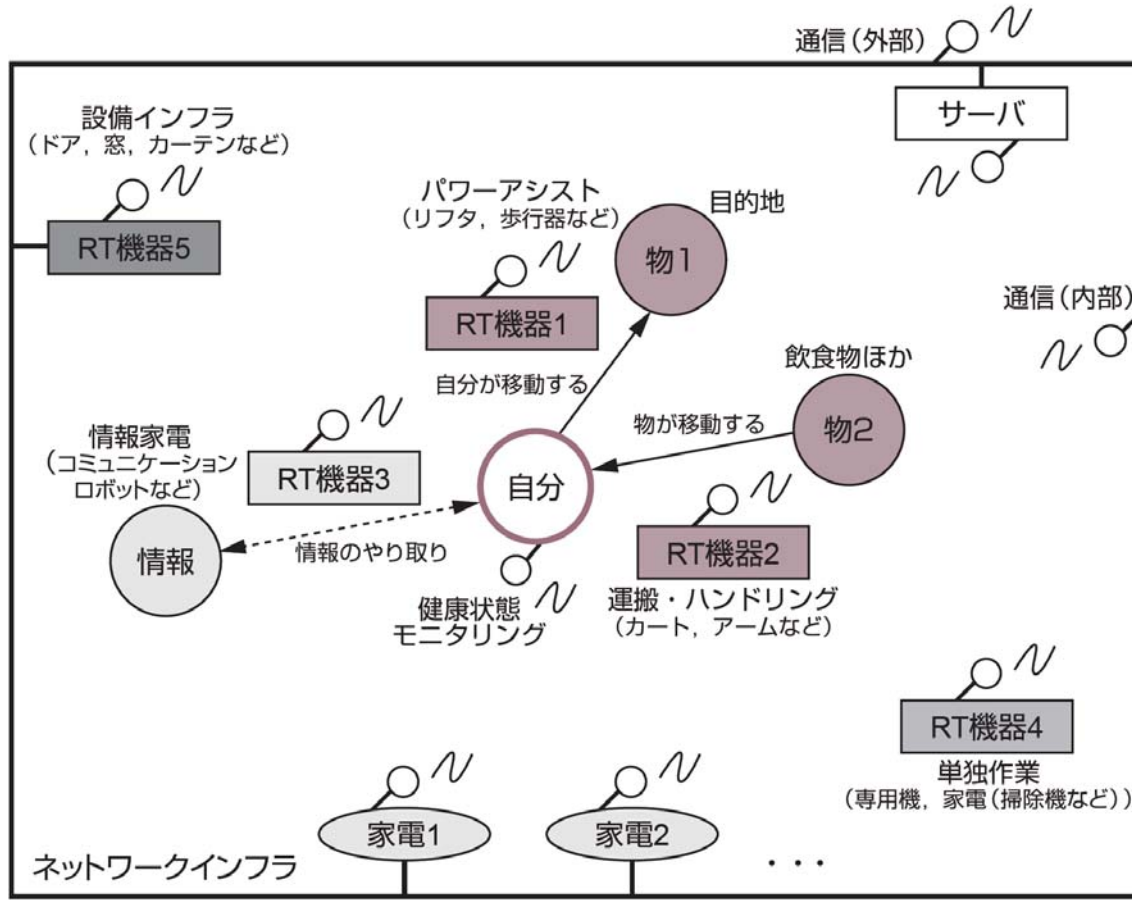 通信(外部)
サーバ
設備インフラ
(ドア,窓,カーテンなど)
RT機器5
パワーアシスト
(リフタ,歩行器など)
RT機器1
目的地
物1
自分が移動する
通信(内部)
飲食物ほか
物2
物が移動する
情報家電
(コミュニケーション
ロボットなど)
RT機器3
自分
情報
情報のやり取り
RT機器2
運搬・ハンドリング
(カート,アームなど)
健康状態
モニタリング
RT機器4
単独作業
(専用機,家電(掃除機など))
家電1
家電2
・・・
ネットワークインフラ